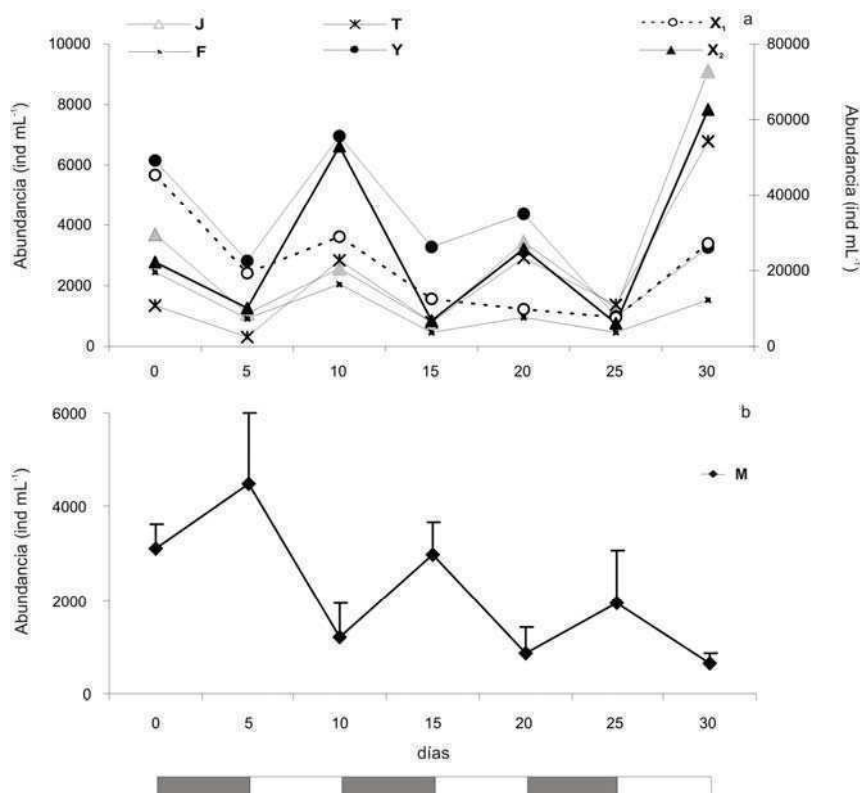 J T X₁ a
F Y X₂
10000 80000
8000
6000 60000
4000 40000
2000 20000
0 0
Abundancia (ind mL⁻¹)
Abundancia (ind mL⁻¹)
0 5 10 15 20 25 30
b
6000
M
4000
2000
0
Abundancia (ind mL⁻¹)
0 5 10 15 20 25 30
días